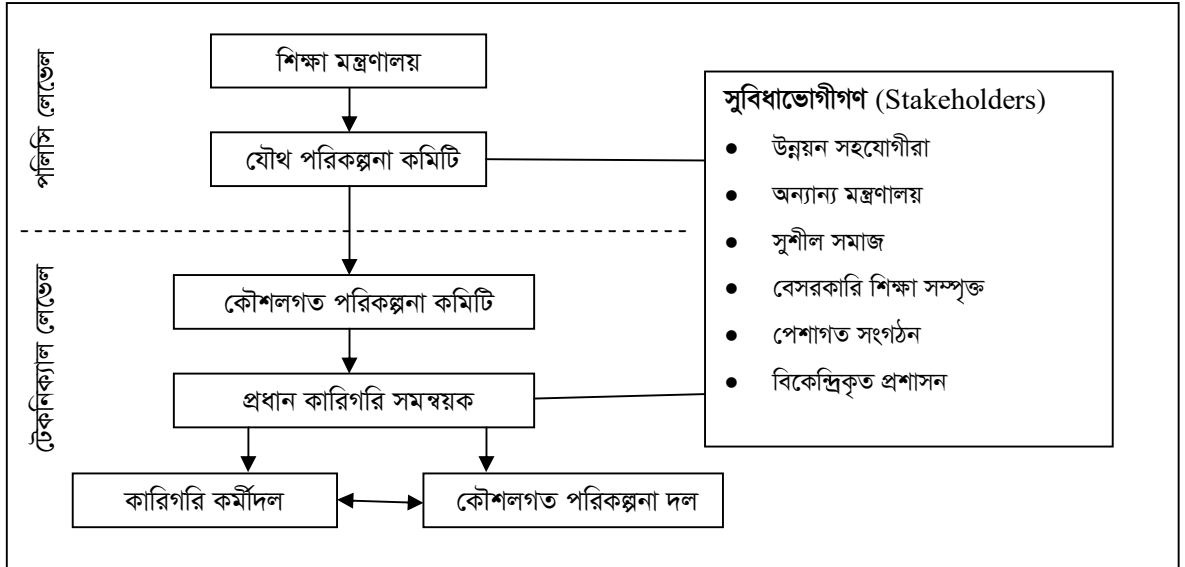 পলিসি লেভেল
শিক্ষা মন্ত্রণালয়
যৌথ পরিকল্পনা কমিটি
টেকনিক্যাল লেভেল
কৌশলগত পরিকল্পনা কমিটি
প্রধান কারিগরি সমন্বয়ক
কারিগরি কর্মীদল
কৌশলগত পরিকল্পনা দল
সুবিধাভোগীগণ (Stakeholders)
● উন্নয়ন সহযোগীরা
● অন্যান্য মন্ত্রণালয়
● সুশীল সমাজ
● বেসরকারি শিক্ষা সম্পৃক্ত
● পেশাগত সংগঠন
● বিকেন্দ্রিকৃত প্রশাসন